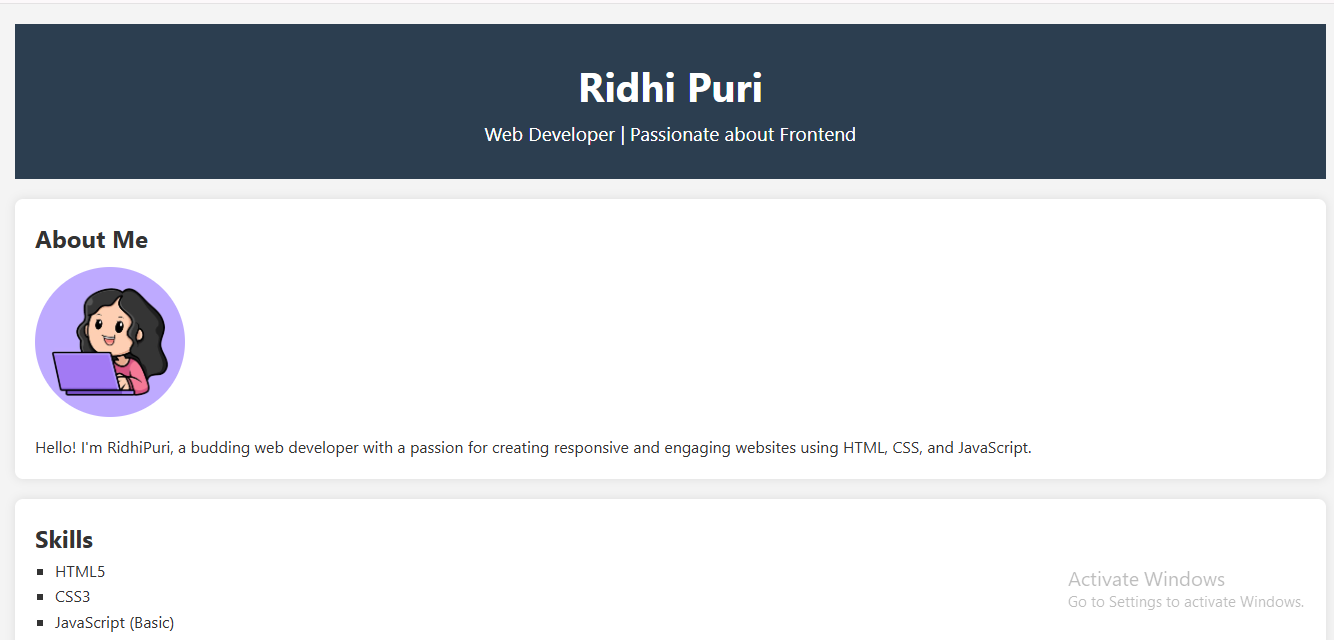 Ridhi Puri
Web Developer | Passionate about Frontend
About Me
Hello! I'm RidhiPuri, a budding web developer with a passion for creating responsive and engaging websites using HTML, CSS, and JavaScript.
Skills
HTML5
CSS3
JavaScript (Basic)
Activate Windows
Go to Settings to activate Windows.